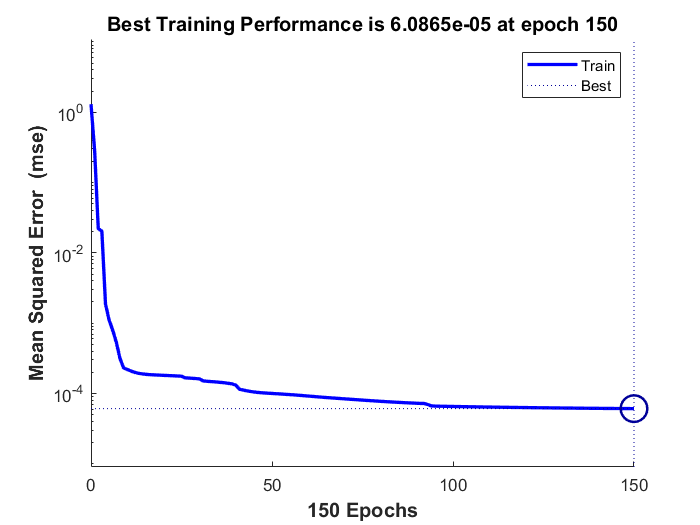 Best Training Performance is 6.0865e-05 at epoch 150
Train
Best
Mean Squared Error (mse)
10^0
10^-2
10^-4
0 50 100 150
150 Epochs